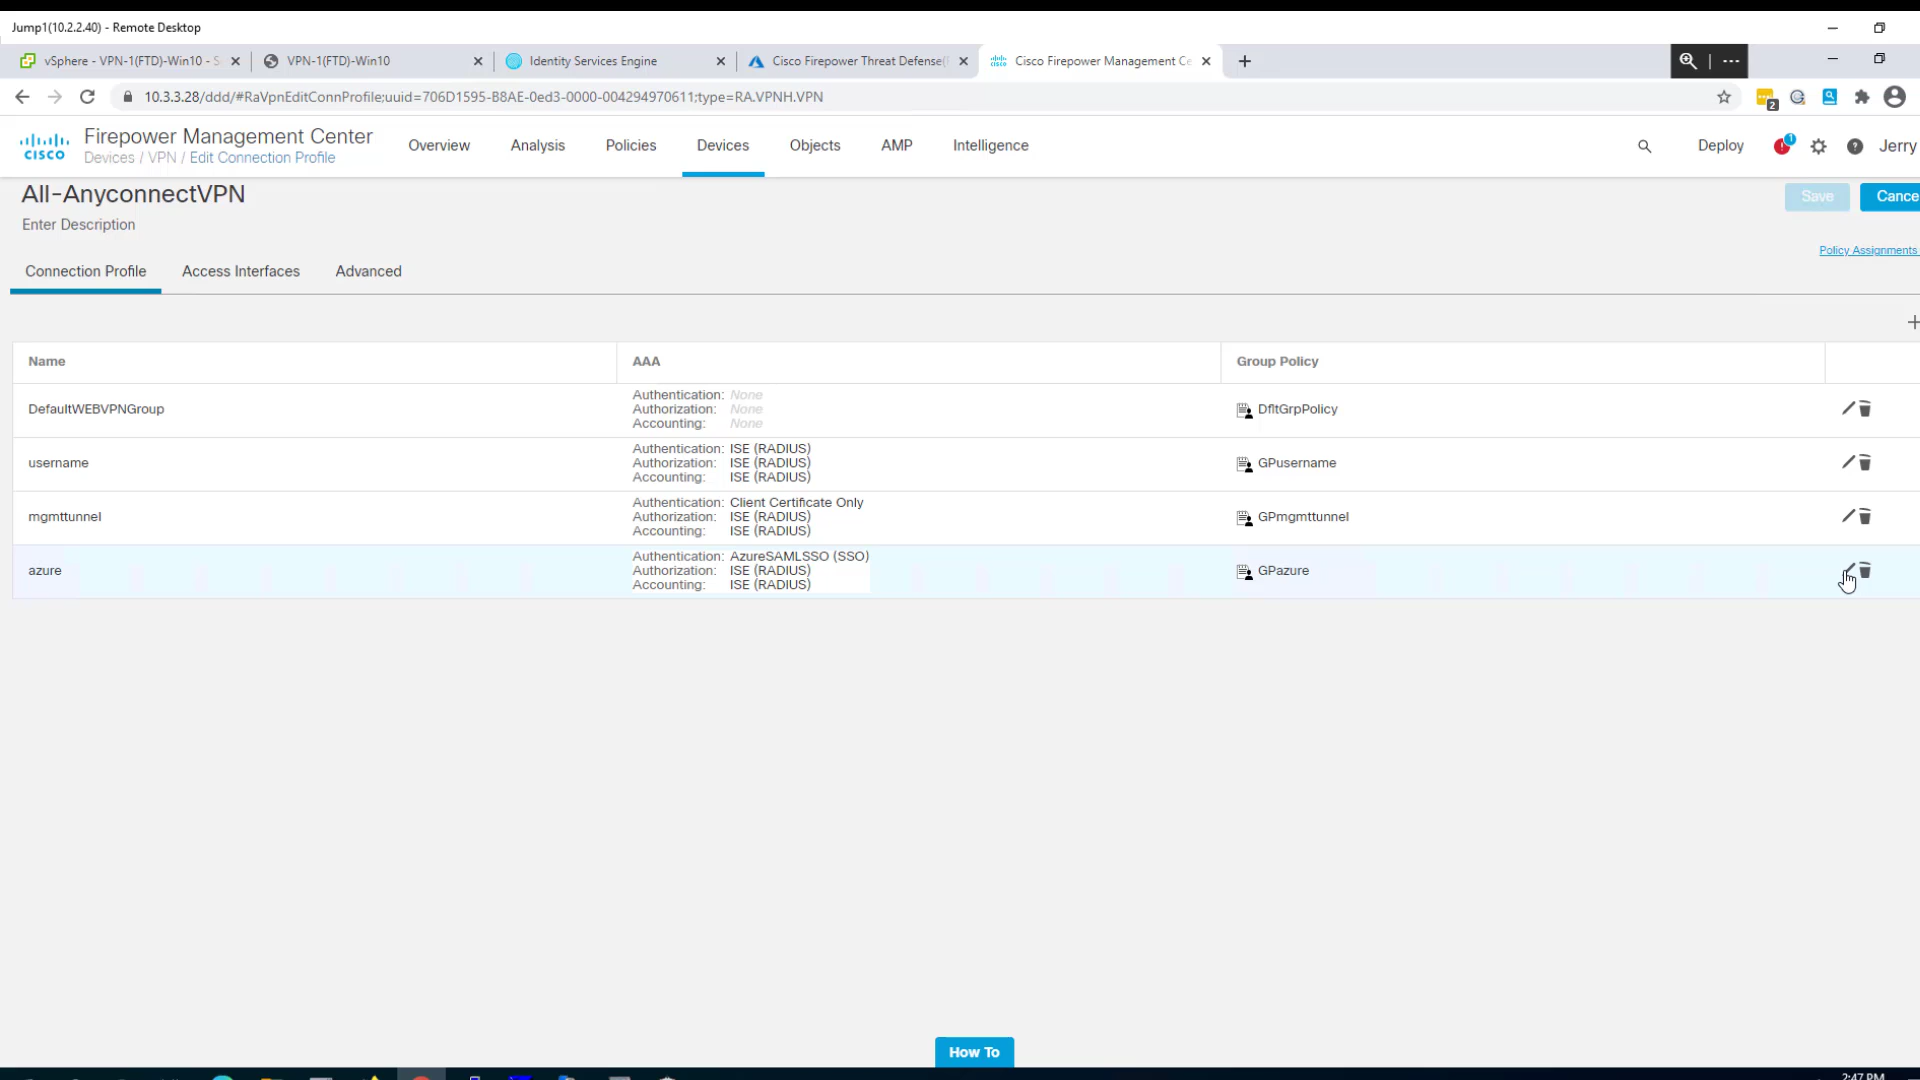 Jump1(10.2.2.40) - Remote Desktop
vSphere - VPN-1(FTD)-Win10 - S
VPN-1(FTD)-Win10
Identity Services Engine
Cisco Firepower Threat Defense(
Cisco Firepower Management Ce
10.3.3.28/ddd/#RaVpnEditConnProfile;uuid=706D1595-B8AE-0ed3-0000-004294970611;type=RA.VPNH.VPN
2
CISCO
Firepower Management Center
Devices / VPN / Edit Connection Profile
Overview
Analysis
Policies
Devices
Objects
AMP
Intelligence
Deploy
1
Jerry
All-AnyconnectVPN
Save
Cance
Enter Description
Policy Assignments
Connection Profile
Access Interfaces
Advanced
Name
AAA
Group Policy
DefaultWEBVPNGroup
Authentication: None
Authorization: None
Accounting: None
DfltGrpPolicy
username
Authentication: ISE (RADIUS)
Authorization: ISE (RADIUS)
Accounting: ISE (RADIUS)
GPusername
mgmttunnel
Authentication: Client Certificate Only
Authorization: ISE (RADIUS)
Accounting: ISE (RADIUS)
GPmgmttunnel
azure
Authentication: AzureSAMLSSO (SSO)
Authorization: ISE (RADIUS)
Accounting: ISE (RADIUS)
GPazure
How To
2:47 PM